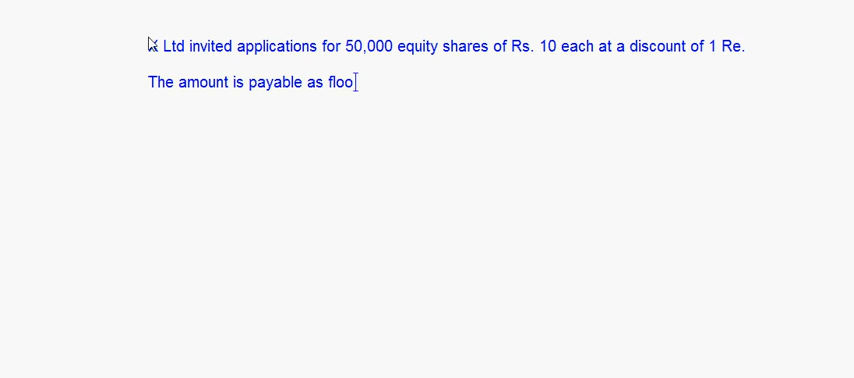 X Ltd invited applications for 50,000 equity shares of Rs. 10 each at a discount of 1 Re.
The amount is payable as floo